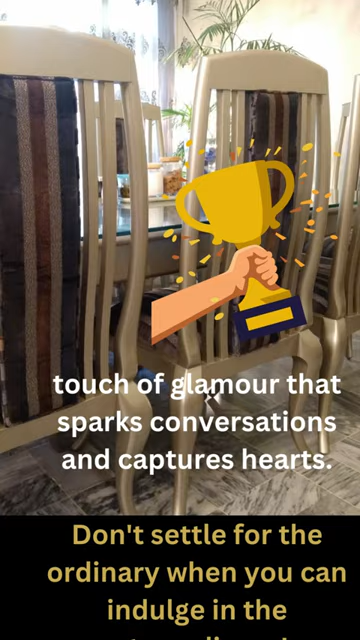 touch of glamour that
sparks conversations
and captures hearts.
Don't settle for the
ordinary when you can
indulge in the